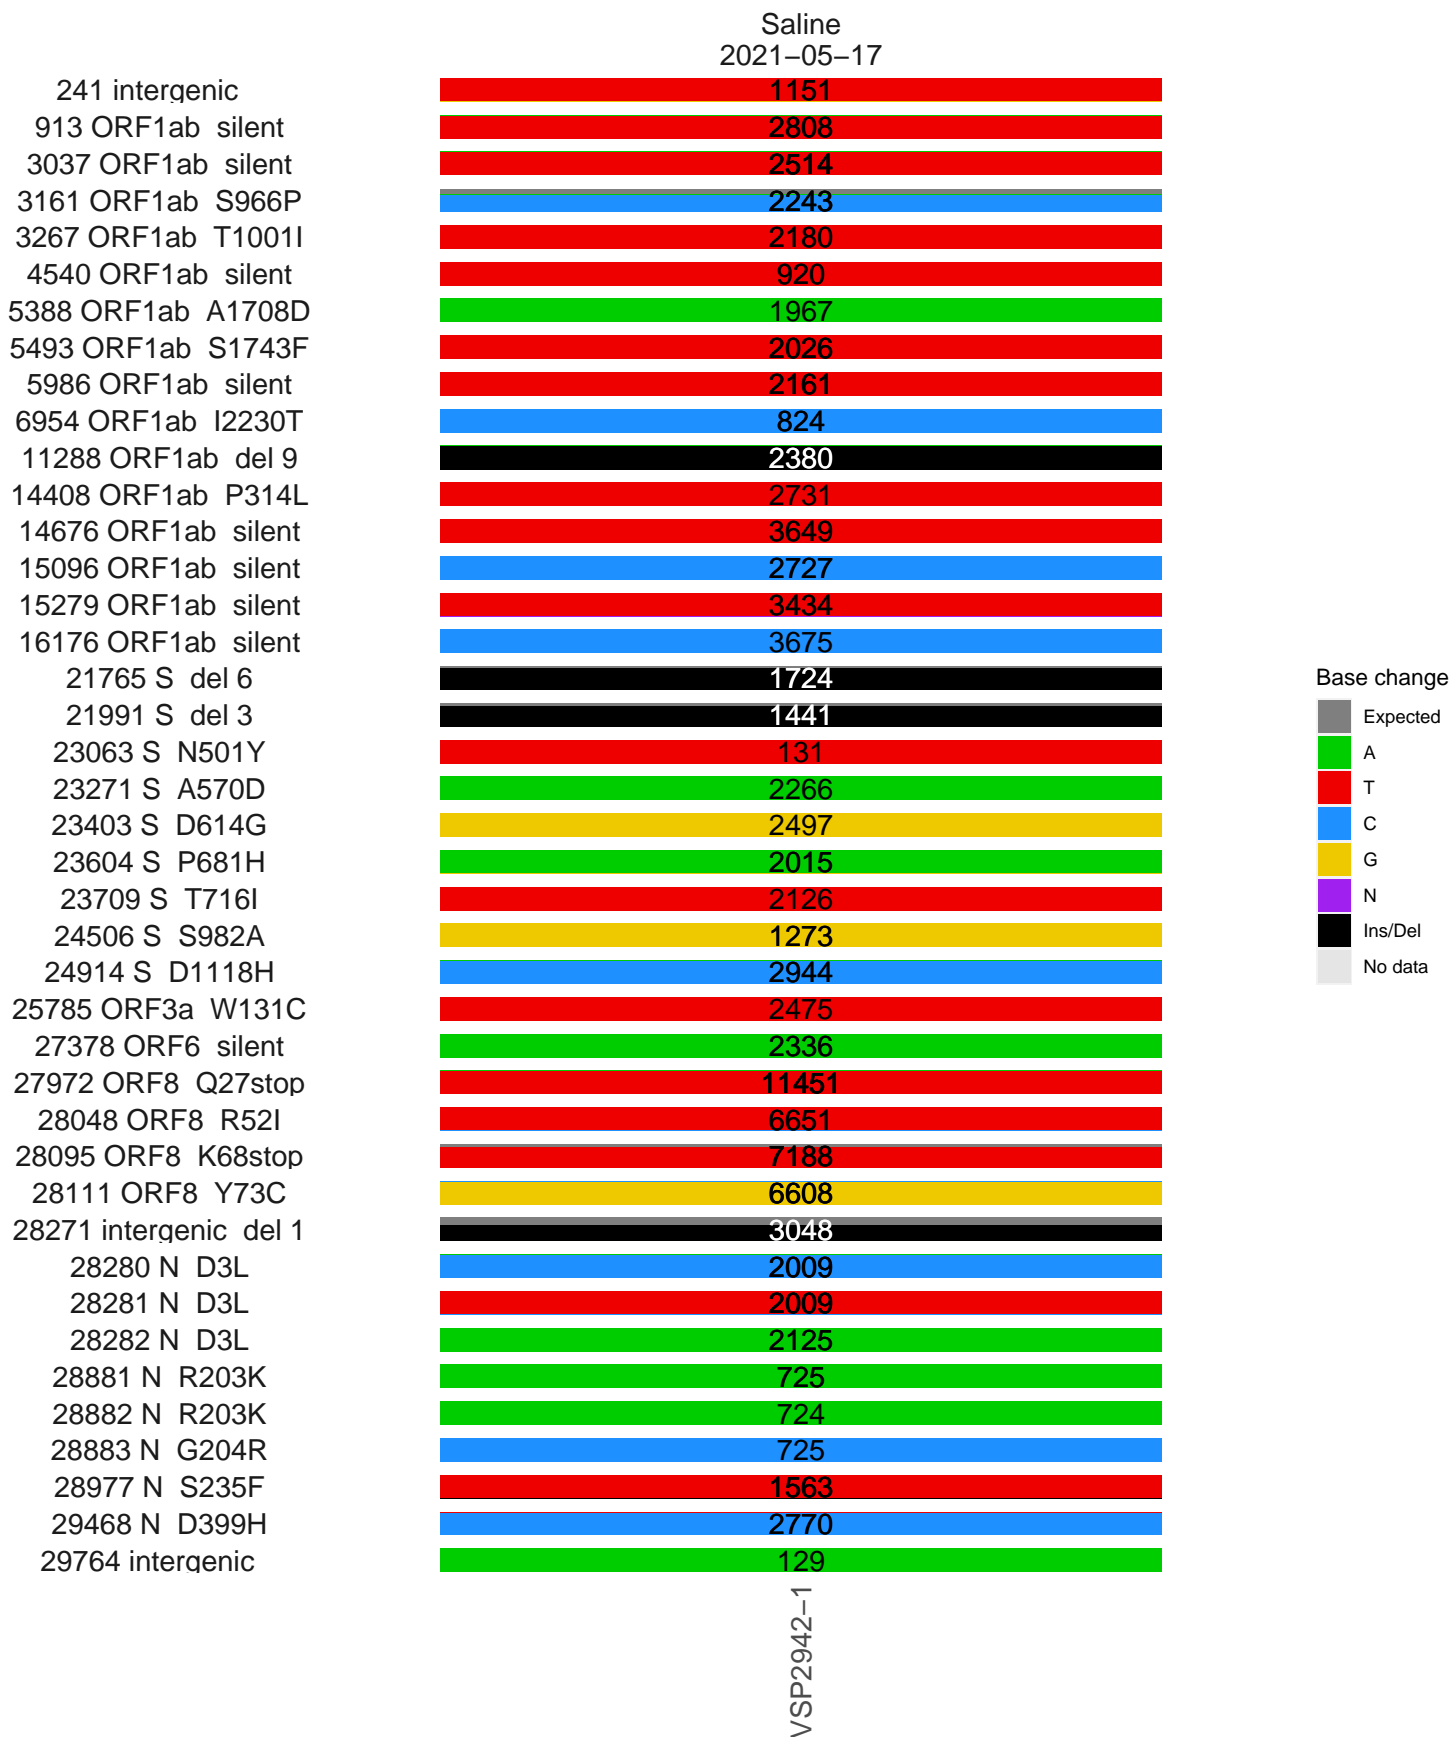 Saline
2021−05−17
241 intergenic 1151
913 ORF1ab silent 2808
3037 ORF1ab silent 2514
3161 ORF1ab S966P 2243
3267 ORF1ab T1001I 2180
4540 ORF1ab silent 920
5388 ORF1ab A1708D 1967
5493 ORF1ab S1743F 2026
5986 ORF1ab silent 2161
6954 ORF1ab I2230T 824
11288 ORF1ab del 9 2380
14408 ORF1ab P314L 2731
14676 ORF1ab silent 3649
15096 ORF1ab silent 2727
15279 ORF1ab silent 3434
16176 ORF1ab silent 3675
21765 S del 6 1724
21991 S del 3 1441
23063 S N501Y 131
23271 S A570D 2266
23403 S D614G 2497
23604 S P681H 2015
23709 S T716I 2126
24506 S S982A 1273
24914 S D1118H 2944
25785 ORF3a W131C 2475
27378 ORF6 silent 2336
27972 ORF8 Q27stop 11451
28048 ORF8 R52I 6651
28095 ORF8 K68stop 7188
28111 ORF8 Y73C 6608
28271 intergenic del 1 3048
28280 N D3L 2009
28281 N D3L 2009
28282 N D3L 2125
28881 N R203K 725
28882 N R203K 724
28883 N G204R 725
28977 N S235F 1563
29468 N D399H 2770
29764 intergenic 129
VSP2942−1
Base change
Expected
A
T
C
G
N
Ins/Del
No data